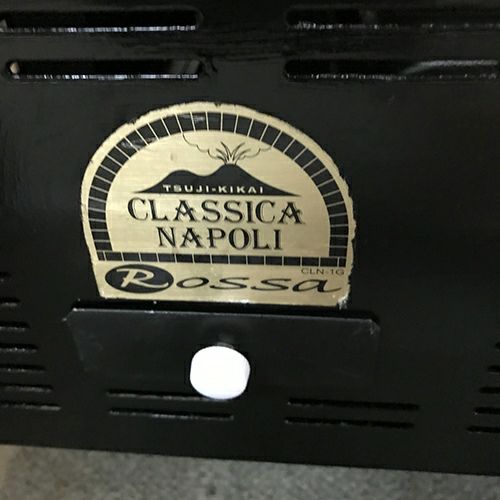 TSUJI-KIKAI
CLASSICA
NAPOLI
CLN-1G
Rossa